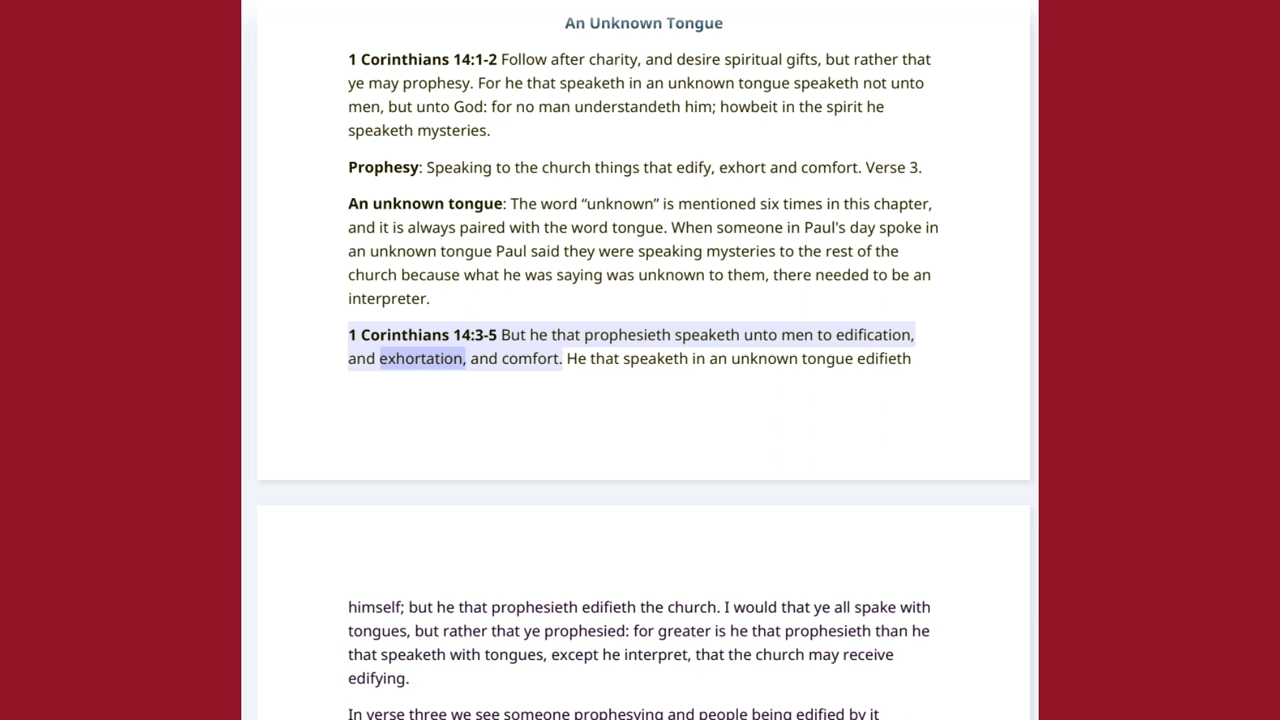 An Unknown Tongue
1 Corinthians 14:1-2 Follow after charity, and desire spiritual gifts, but rather that
ye may prophesy. For he that speaketh in an unknown tongue speaketh not unto
men, but unto God: for no man understandeth him; howbeit in the spirit he
speaketh mysteries.
Prophesy: Speaking to the church things that edify, exhort and comfort. Verse 3.
An unknown tongue: The word “unknown” is mentioned six times in this chapter,
and it is always paired with the word tongue. When someone in Paul's day spoke in
an unknown tongue Paul said they were speaking mysteries to the rest of the
church because what he was saying was unknown to them, there needed to be an
interpreter.
1 Corinthians 14:3-5 But he that prophesieth speaketh unto men to edification,
and exhortation, and comfort. He that speaketh in an unknown tongue edifieth
himself; but he that prophesieth edifieth the church. I would that ye all spake with
tongues, but rather that ye prophesied: for greater is he that prophesieth than he
that speaketh with tongues, except he interpret, that the church may receive
edifying.
In verse three we see someone prophesying and people being edified by it